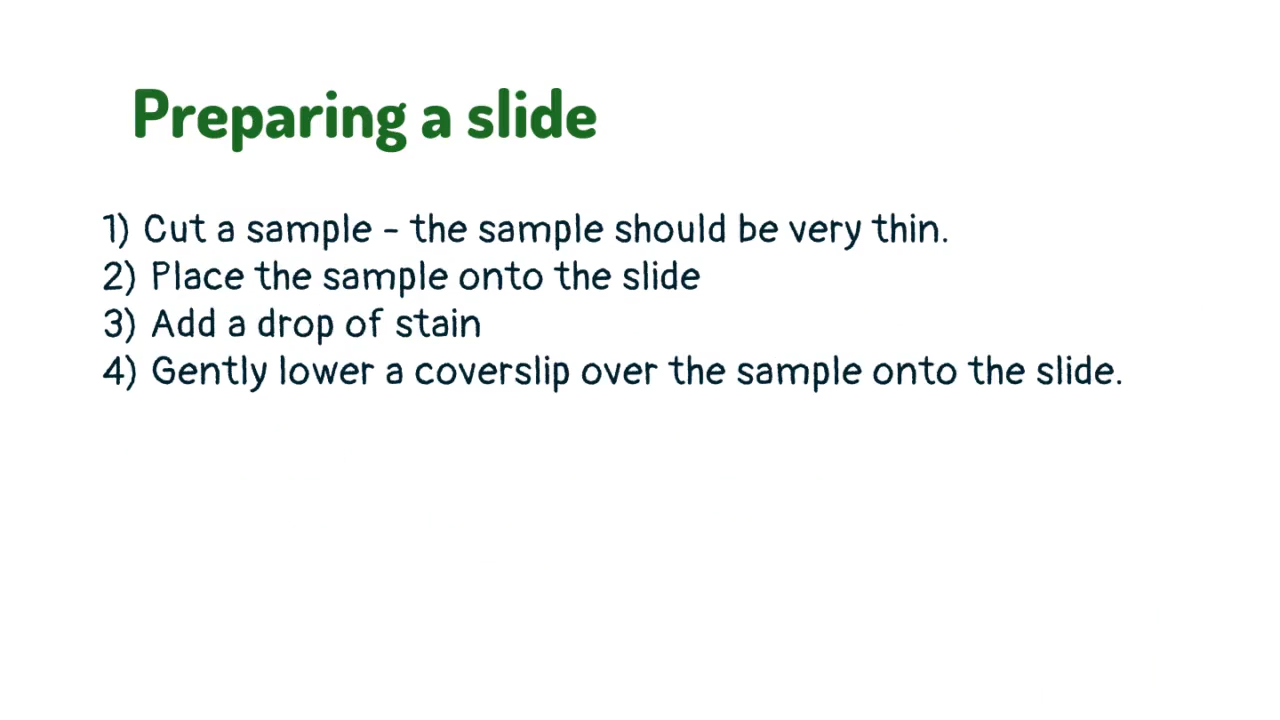 Preparing a slide
1) Cut a sample - the sample should be very thin.
2) Place the sample onto the slide
3) Add a drop of stain
4) Gently lower a coverslip over the sample onto the slide.